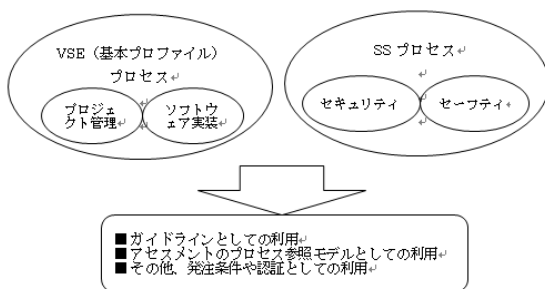 VSE（基本プロファイル）
プロセス↵
プロジェ
クト管理↵
ソフトウ
ェア実装↵
SS プロセス↵
セキュリティ
セーフティ↵
■ガイドラインとしての利用↵
■アセスメントのプロセス参照モデルとしての利用↵
■その他、発注条件や認証としての利用↵